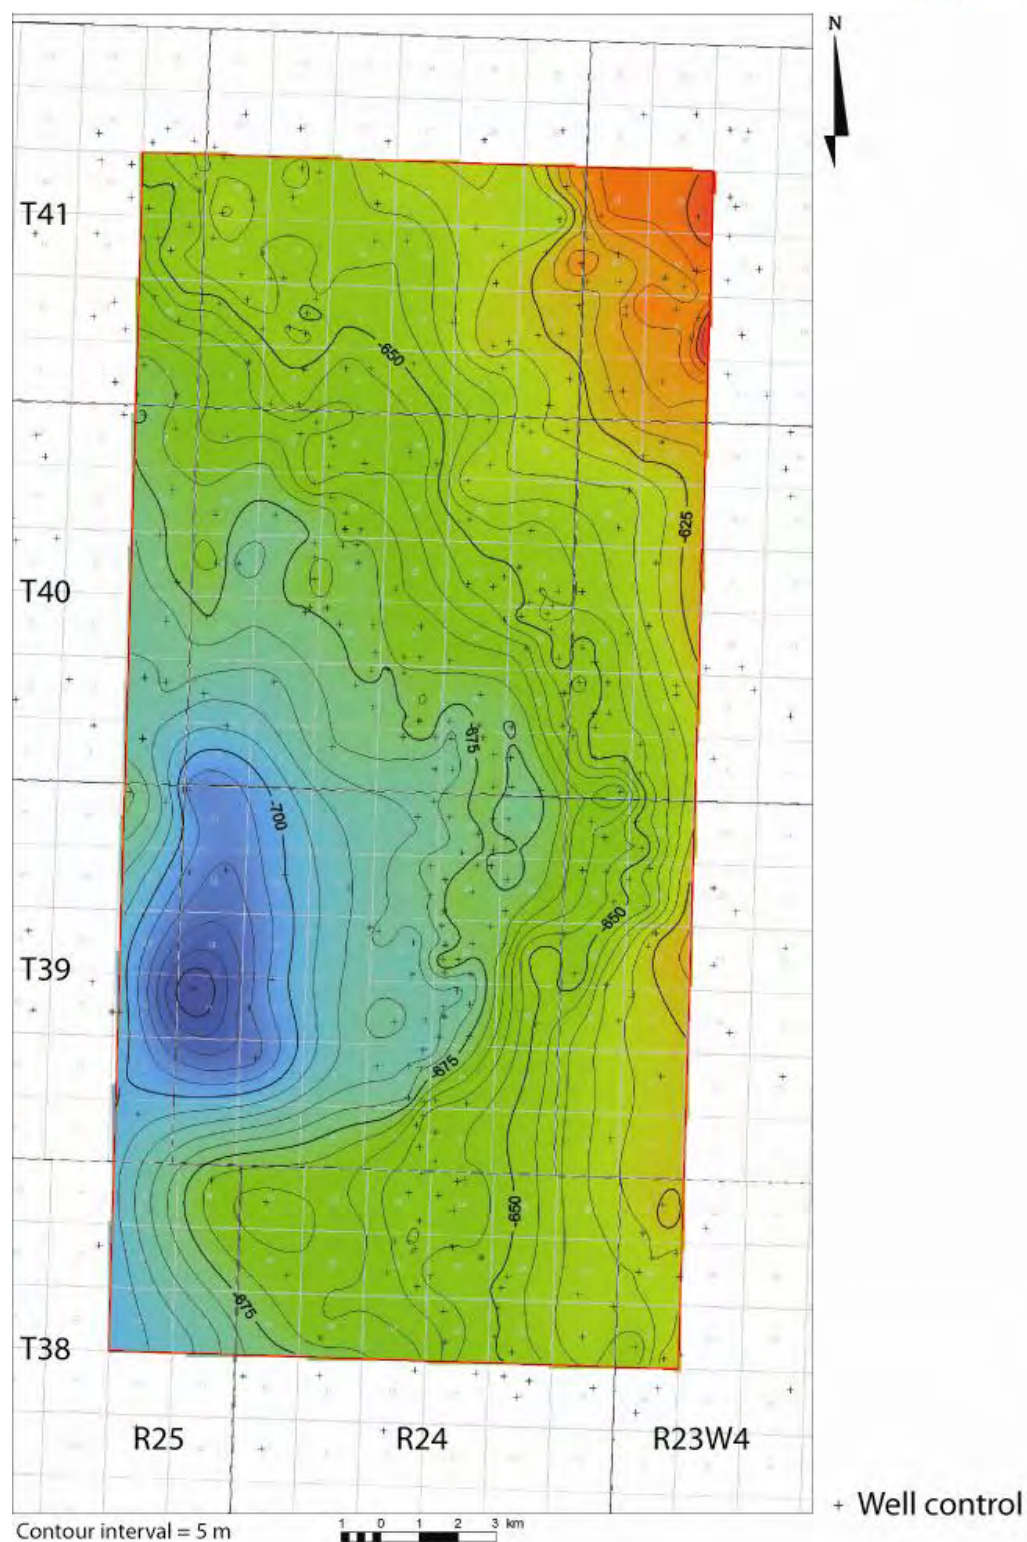 N
T41
-650
-625
T40
-675
-700
-650
T39
-675
-650
-675
T38
R25
R24
R23W4
+ Well control
Contour interval = 5 m
1 0 1 2 3 km